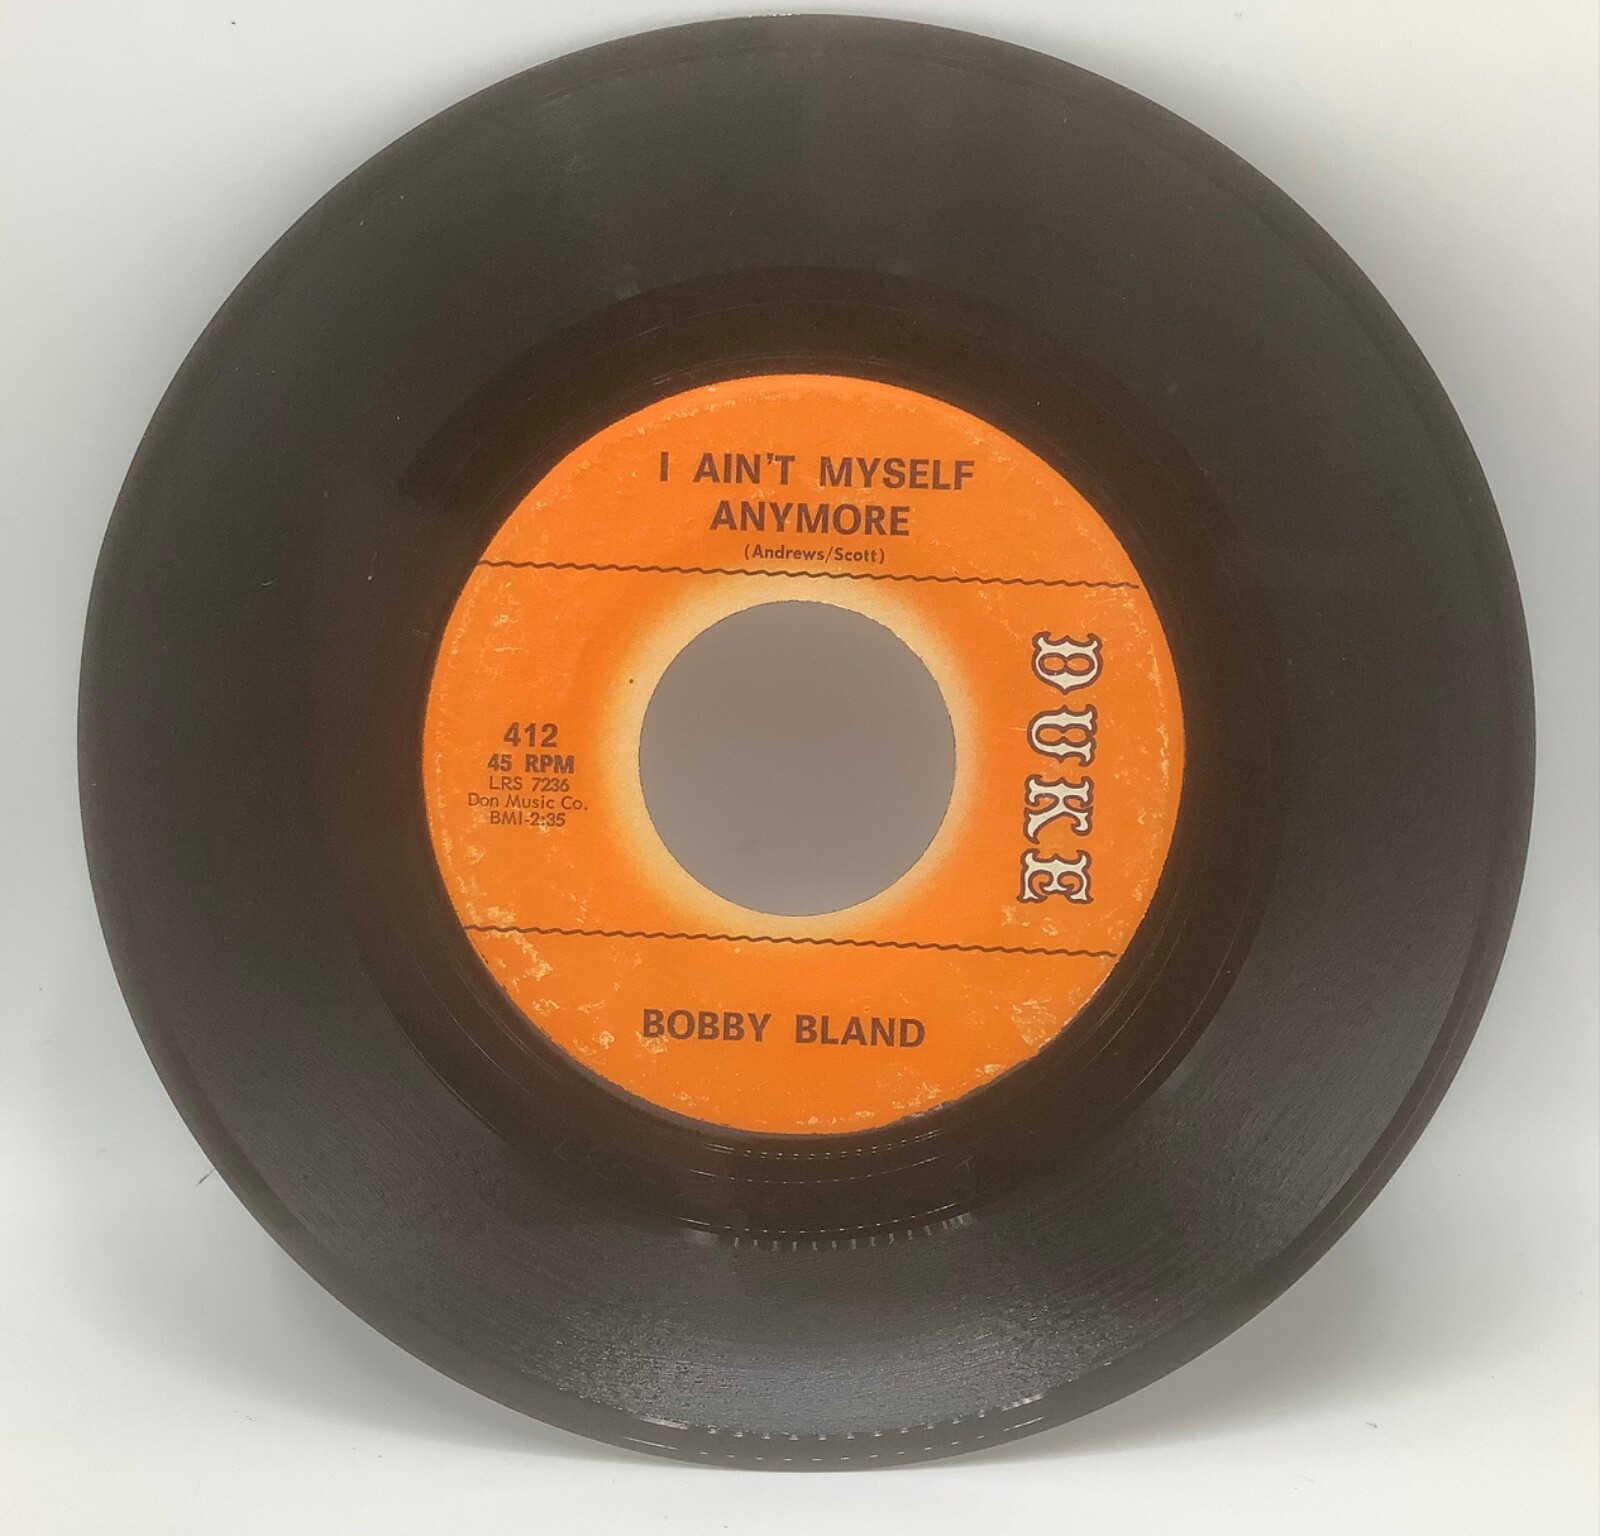 I AIN'T MYSELF
ANYMORE
(Andrews/Scott)
DUKE
412
45 RPM
LRS 7236
Don Music Co.
BMI-2:35
BOBBY BLAND